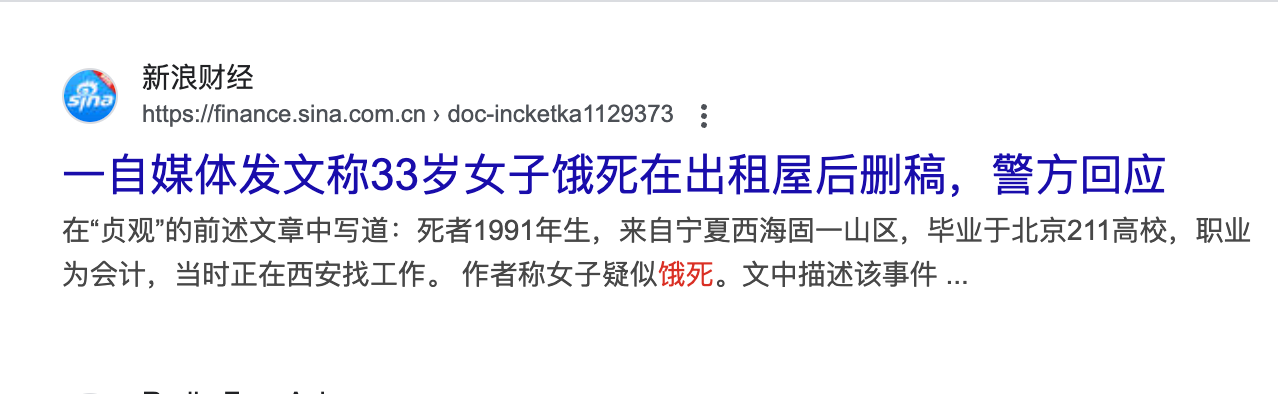 新浪财经
sina
https://finance.sina.com.cn › doc-incketka1129373
一自媒体发文称33岁女子饿死在出租屋后删稿，警方回应
在“贞观”的前述文章中写道：死者1991年生，来自宁夏西海固一山区，毕业于北京211高校，职业
为会计，当时正在西安找工作。 作者称女子疑似饿死。文中描述该事件 ...